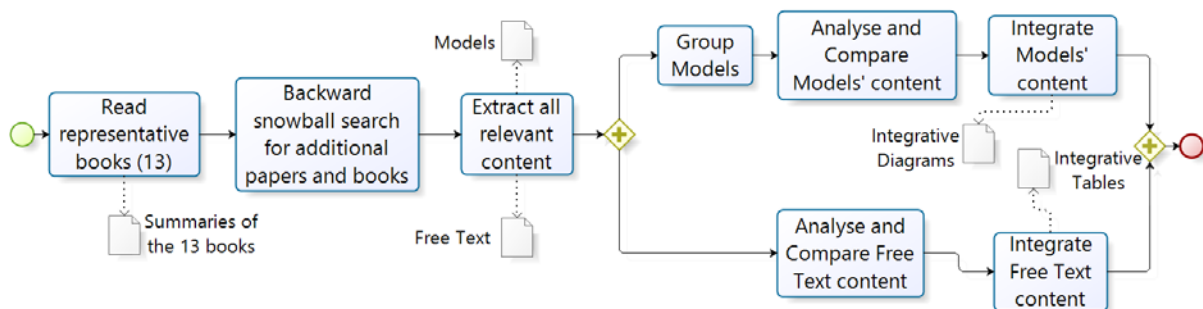 Read
representative
books (13)
Summaries of
the 13 books
Backward
snowball search
for additional
papers and books
Models
Extract all
relevant
content
Free Text
Group
Models
Analyse and
Compare
Models' content
Integrate
Models'
content
Integrative
Diagrams
Analyse and
Compare Free
Text content
Integrate
Free Text
content
Integrative
Tables